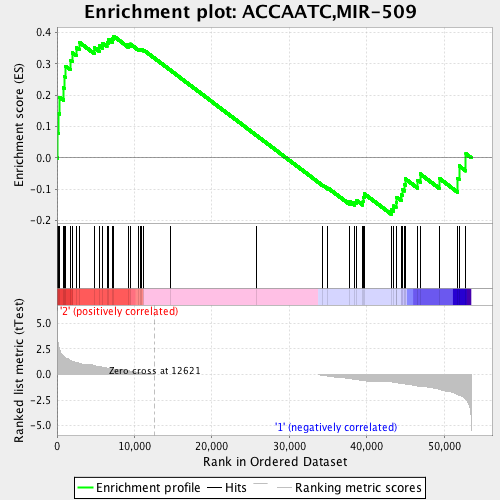 Enrichment plot: ACCAATC,MIR-509
Enrichment score (ES)
0.4
0.3
0.2
0.1
0.0
-0.1
-0.2
'2' (positively correlated)
Ranked list metric (tTest)
5.0
2.5
0.0
-2.5
-5.0
Zero cross at 12621
'1' (negatively correlated)
0 10,000 20,000 30,000 40,000 50,000
Rank in Ordered Dataset
Enrichment profile Hits Ranking metric scores